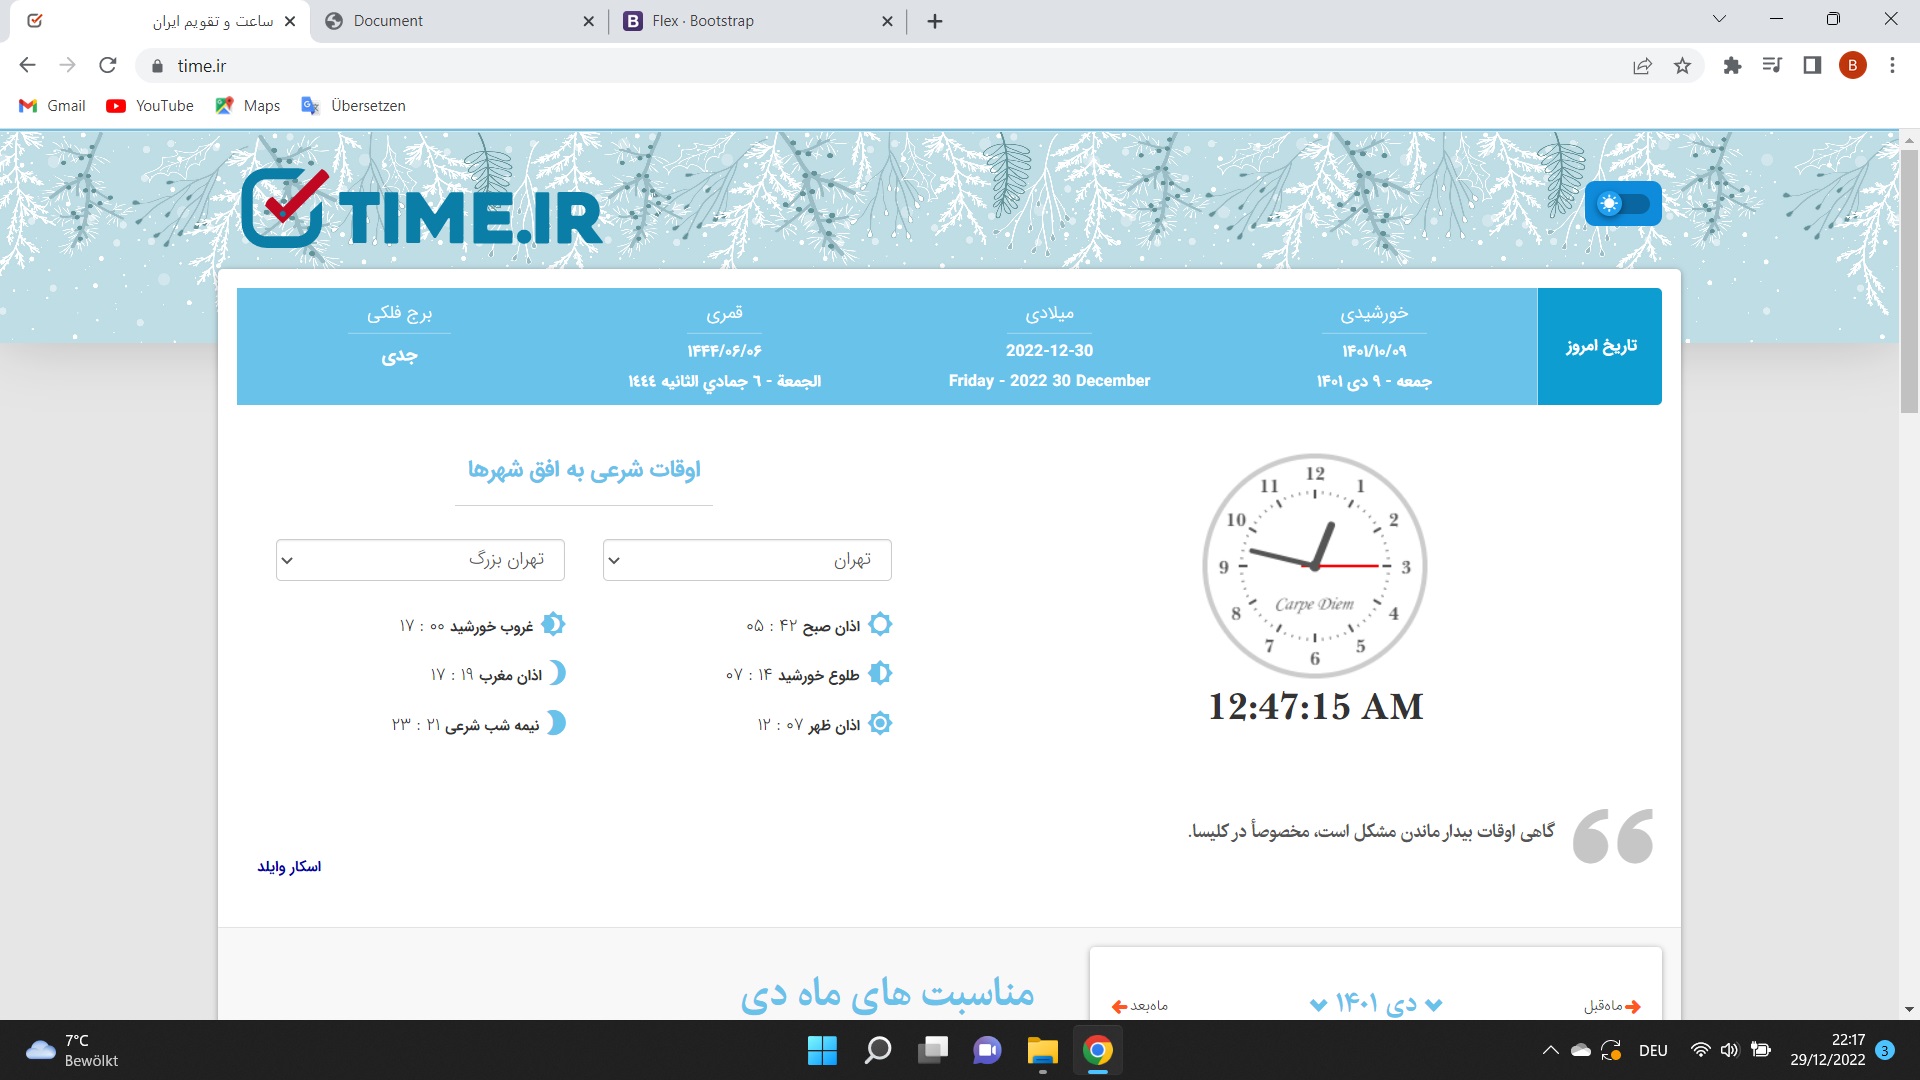 ساعت و تقویم ایران
Document
Flex · Bootstrap
time.ir
B
Gmail
YouTube
Maps
Übersetzen
TIME.IR
تاریخ امروز
خورشیدی
۱۴۰۱/۱۰/۰۹
جمعه - ۹ دی ۱۴۰۱
میلادی
2022-12-30
Friday - 2022 30 December
قمری
۱۴۴۴/۰۶/۰۶
الجمعة - ٦ جمادي الثانيه ١٤٤٤
برج فلکی
جدی
12
1
2
3
4
5
6
7
8
9
10
11
Carpe Diem
12:47:15 AM
اوقات شرعی به افق شهرها
تهران
تهران بزرگ
اذان صبح ۴۲ : ۰۵
طلوع خورشید ۱۴ : ۰۷
اذان ظهر ۰۷ : ۱۲
غروب خورشید ۰۰ : ۱۷
اذان مغرب ۱۹ : ۱۷
نیمه شب شرعی ۲۱ : ۲۳
گاهی اوقات بیدار ماندن مشکل است، مخصوصأ در کلیسا.
اسکار وایلد
ماه‌قبل
دی ۱۴۰۱
ماه‌بعد
مناسبت های ماه دی
7°C
Bewölkt
DEU
22:17
29/12/2022
3